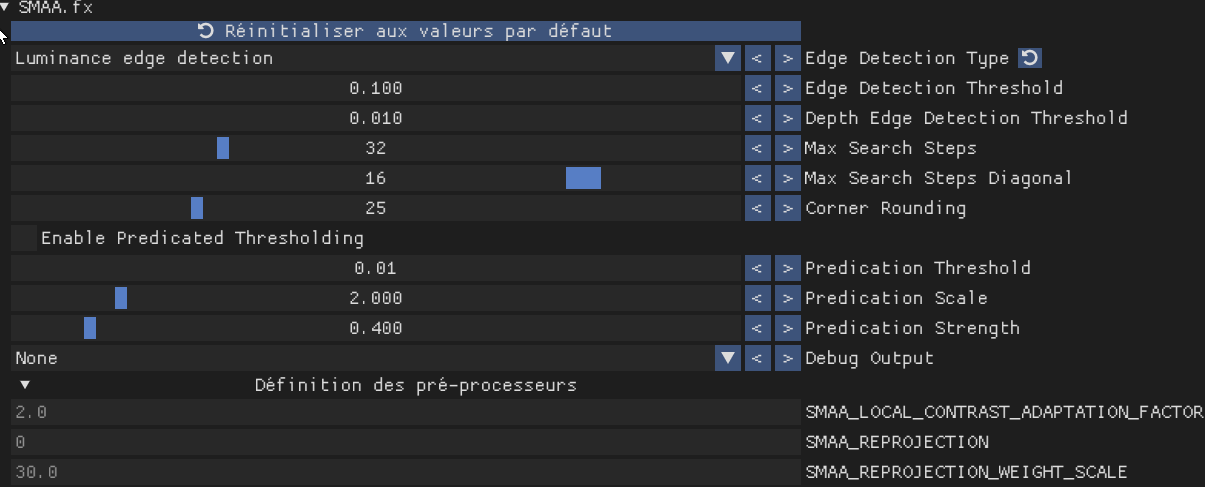 SMAA.fx
Réinitialiser aux valeurs par défaut
Luminance edge detection < > Edge Detection Type
0.100 < > Edge Detection Threshold
0.010 < > Depth Edge Detection Threshold
32 < > Max Search Steps
16 < > Max Search Steps Diagonal
25 < > Corner Rounding
Enable Predicated Thresholding
0.01 < > Predication Threshold
2.000 < > Predication Scale
0.400 < > Predication Strength
None < > Debug Output
Définition des pré-processeurs
2.0 SMAA_LOCAL_CONTRAST_ADAPTATION_FACTOR
0 SMAA_REPROJECTION
30.0 SMAA_REPROJECTION_WEIGHT_SCALE